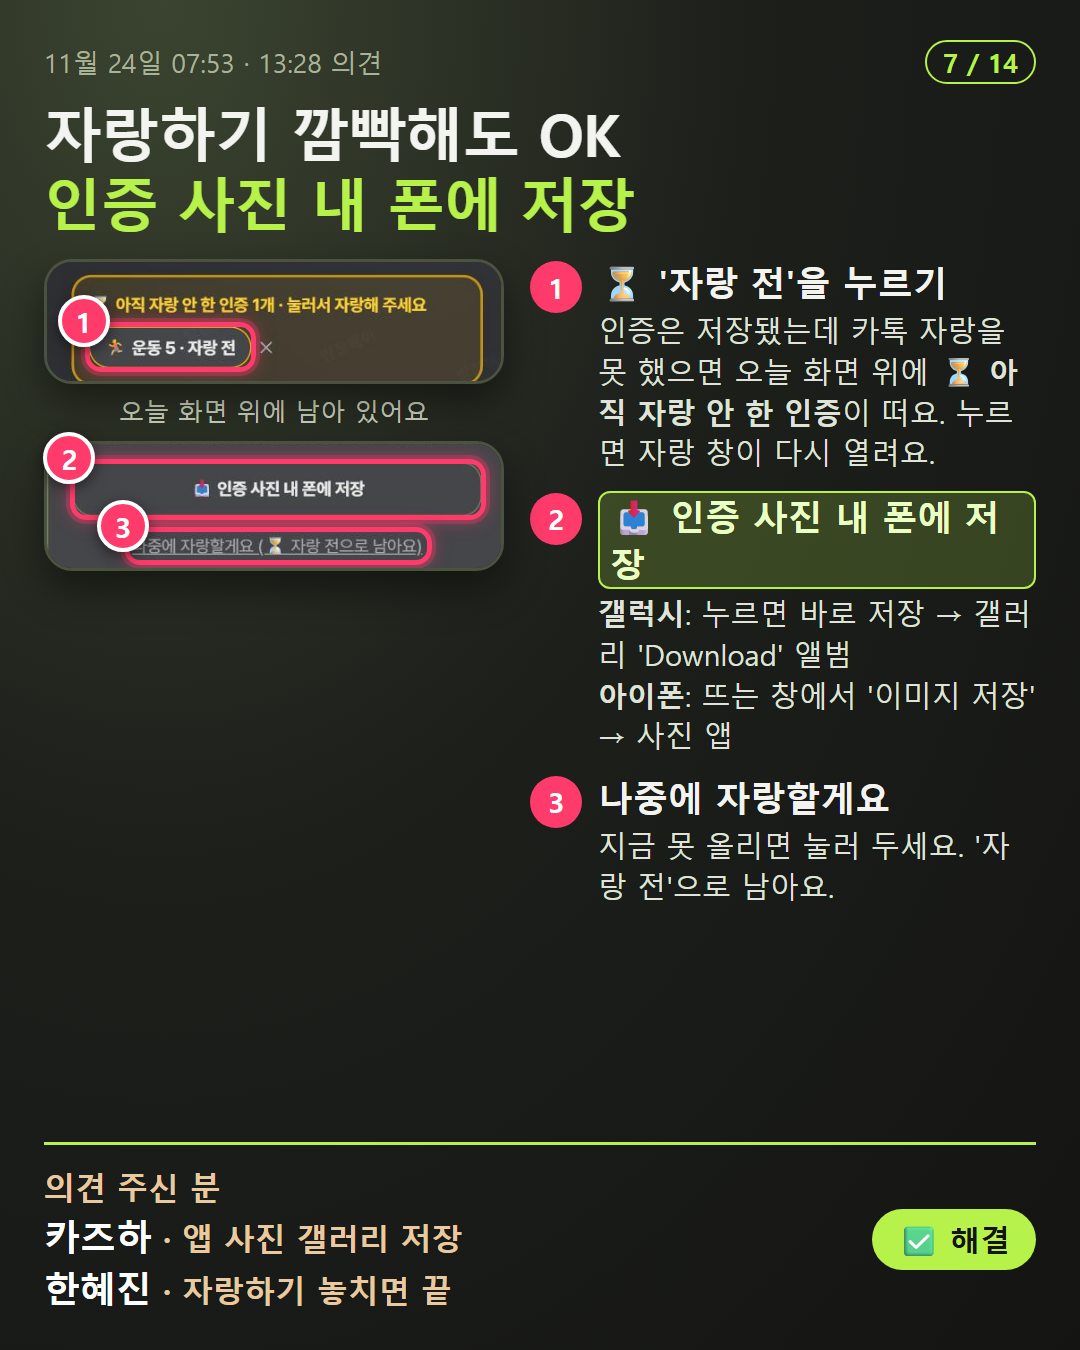 11월 24일 07:53 · 13:28 의견
7 / 14
자랑하기 깜빡해도 OK
인증 사진 내 폰에 저장
아직 자랑 안 한 인증 1개 · 눌러서 자랑해 주세요
1
🏃 운동 5 · 자랑 전 ×
오늘 화면 위에 남아 있어요
2
📥 인증 사진 내 폰에 저장
3
나중에 자랑할게요 (⏳ 자랑 전으로 남아요)
1
⏳ '자랑 전'을 누르기
인증은 저장됐는데 카톡 자랑을
못 했으면 오늘 화면 위에 ⏳ 아
직 자랑 안 한 인증이 떠요. 누르
면 자랑 창이 다시 열려요.
2
📥 인증 사진 내 폰에 저
장
갤럭시: 누르면 바로 저장 → 갤러
리 'Download' 앨범
아이폰: 뜨는 창에서 '이미지 저장'
→ 사진 앱
3
나중에 자랑할게요
지금 못 올리면 눌러 두세요. '자
랑 전'으로 남아요.
의견 주신 분
카즈하 · 앱 사진 갤러리 저장
한혜진 · 자랑하기 놓치면 끝
✅ 해결